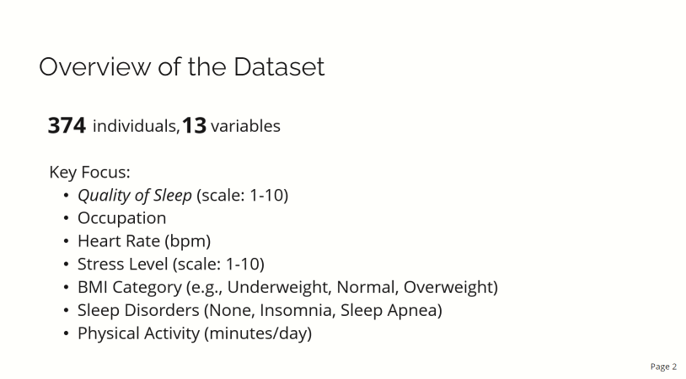 Overview of the Dataset
374 individuals, 13 variables
Key Focus:
• Quality of Sleep (scale: 1-10)
• Occupation
• Heart Rate (bpm)
• Stress Level (scale: 1-10)
• BMI Category (e.g., Underweight, Normal, Overweight)
• Sleep Disorders (None, Insomnia, Sleep Apnea)
• Physical Activity (minutes/day)
Page 2